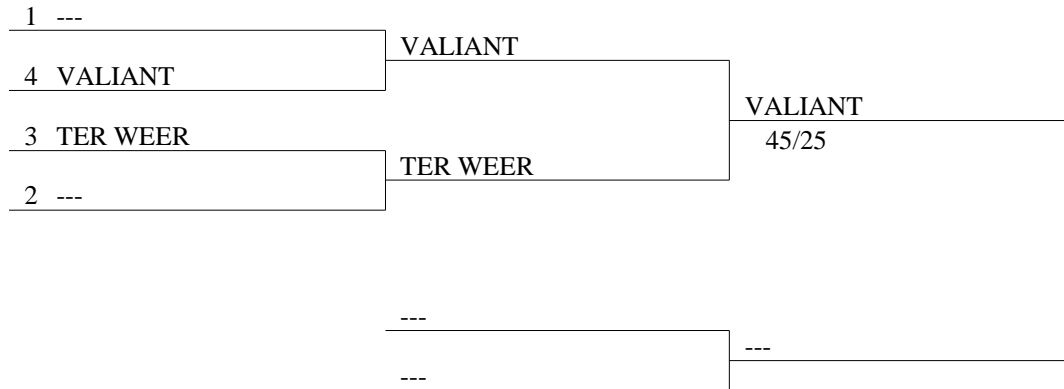 1 ---
VALIANT
4 VALIANT
VALIANT
45/25
3 TER WEER
TER WEER
2 ---
---
---
---